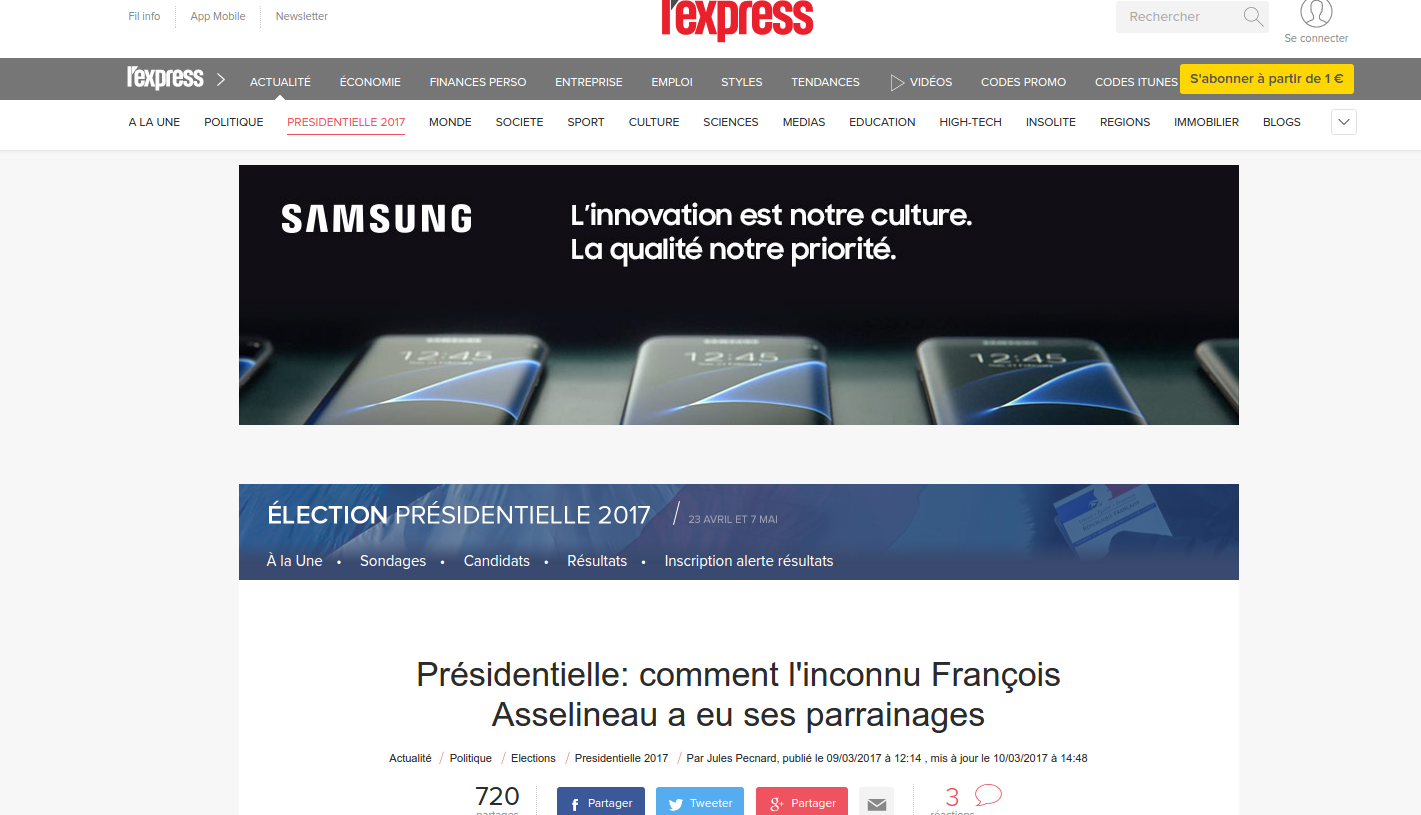 Fil info App Mobile Newsletter
l'express
Rechercher
Se connecter
l'express ACTUALITÉ ÉCONOMIE FINANCES PERSO ENTREPRISE EMPLOI STYLES TENDANCES VIDÉOS CODES PROMO CODES ITUNES S'abonner à partir de 1 €
A LA UNE POLITIQUE PRESIDENTIELLE 2017 MONDE SOCIETE SPORT CULTURE SCIENCES MEDIAS EDUCATION HIGH-TECH INSOLITE REGIONS IMMOBILIER BLOGS
SAMSUNG
L'innovation est notre culture.
La qualité notre priorité.
12:45 12:45 12:45
ÉLECTION PRÉSIDENTIELLE 2017 / 23 AVRIL ET 7 MAI
À la Une • Sondages • Candidats • Résultats • Inscription alerte résultats
Présidentielle: comment l'inconnu François
Asselineau a eu ses parrainages
Actualité / Politique / Elections / Presidentielle 2017 / Par Jules Pecnard, publié le 09/03/2017 à 12:14 , mis à jour le 10/03/2017 à 14:48
720 Partager Tweeter Partager 3
partages réactions